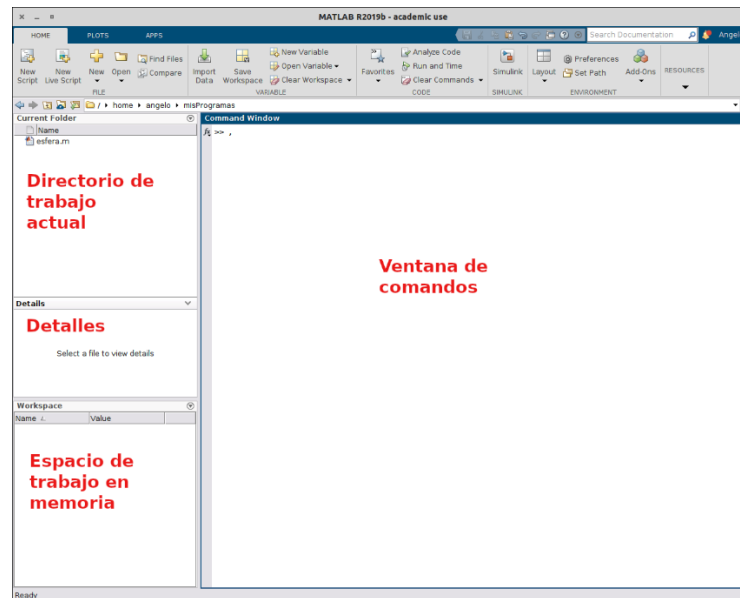 MATLAB R2019b - academic use
HOME PLOTS APPS Search Documentation Angel
New Script New Live Script New Open Find Files Compare
FILE
Import Data Save Workspace New Variable Open Variable Clear Workspace
VARIABLE
Favorites Analyze Code Run and Time Clear Commands
CODE
Simulink
SIMULINK
Layout Preferences Set Path Add-Ons
ENVIRONMENT
RESOURCES
/ home angelo misProgramas
Current Folder
Name
esfera.m
Directorio de
trabajo
actual
Details
Detalles
Select a file to view details
Workspace
Name Value
Espacio de
trabajo en
memoria
Command Window
fx >> ,
Ventana de
comandos
Ready